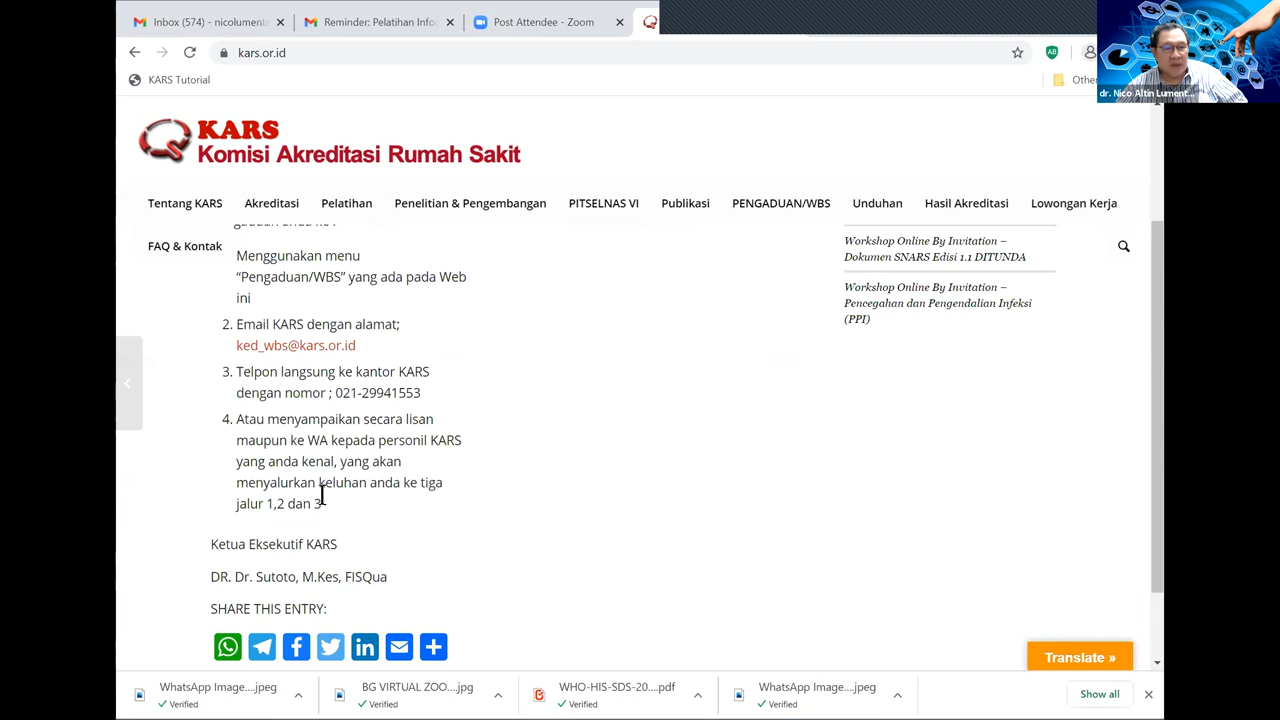 Inbox (574) - nicolument
Reminder: Pelatihan Info
Post Attendee - Zoom
kars.or.id
KARS Tutorial
Othe
dr. Nico Altin Lument...
KARS
Komisi Akreditasi Rumah Sakit
Tentang KARS
Akreditasi
Pelatihan
Penelitian & Pengembangan
PITSELNAS VI
Publikasi
PENGADUAN/WBS
Unduhan
Hasil Akreditasi
Lowongan Kerja
FAQ & Kontak
Menggunakan menu
“Pengaduan/WBS” yang ada pada Web
ini
2. Email KARS dengan alamat;
ked_wbs@kars.or.id
3. Telpon langsung ke kantor KARS
dengan nomor ; 021-29941553
4. Atau menyampaikan secara lisan
maupun ke WA kepada personil KARS
yang anda kenal, yang akan
menyalurkan keluhan anda ke tiga
jalur 1,2 dan 3
Ketua Eksekutif KARS
DR. Dr. Sutoto, M.Kes, FISQua
SHARE THIS ENTRY:
Workshop Online By Invitation –
Dokumen SNARS Edisi 1.1 DITUNDA
Workshop Online By Invitation –
Pencegahan dan Pengendalian Infeksi
(PPI)
Translate »
WhatsApp Image....jpeg
Verified
BG VIRTUAL ZOO....jpg
Verified
WHO-HIS-SDS-20....pdf
Verified
WhatsApp Image....jpeg
Verified
Show all